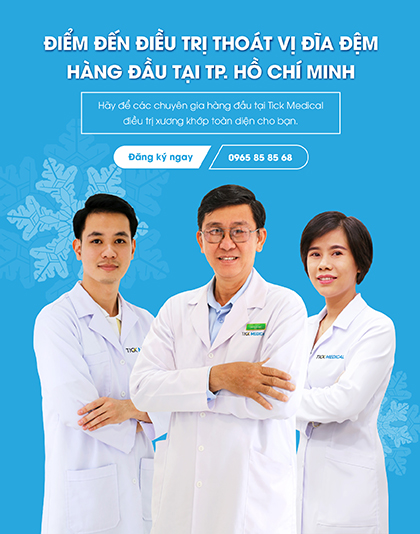 ĐIỂM ĐẾN ĐIỀU TRỊ THOÁT VỊ ĐĨA ĐỆM
HÀNG ĐẦU TẠI TP. HỒ CHÍ MINH
Hãy để các chuyên gia hàng đầu tại Tick Medical
điều trị xương khớp toàn diện cho bạn.
Đăng ký ngay
0965 85 85 68
TICK MEDICAL
TICK MEDICAL